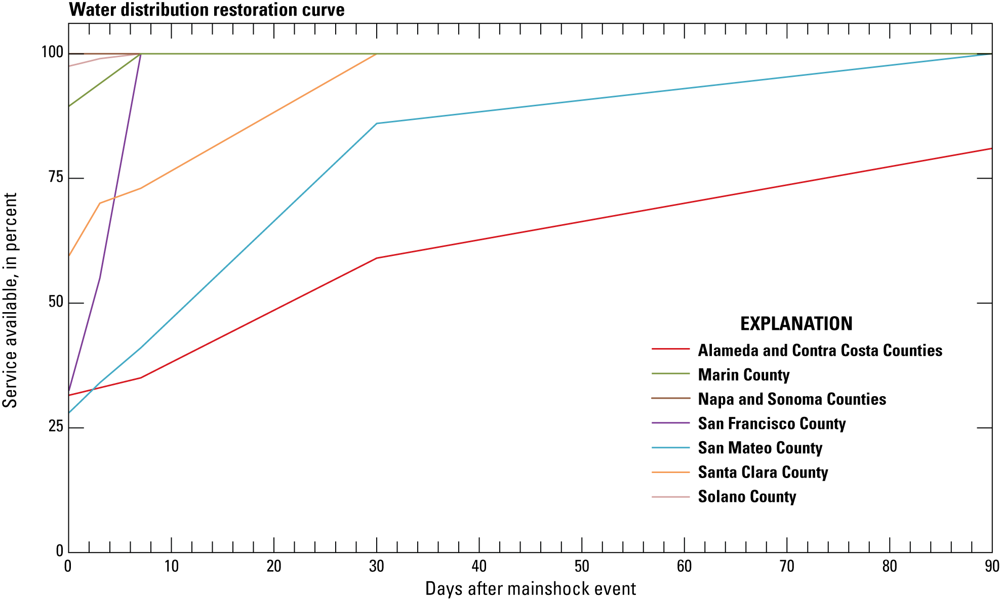 Water distribution restoration curve
100
75
50
25
0
Service available, in percent
0 10 20 30 40 50 60 70 80 90
Days after mainshock event
EXPLANATION
Alameda and Contra Costa Counties
Marin County
Napa and Sonoma Counties
San Francisco County
San Mateo County
Santa Clara County
Solano County